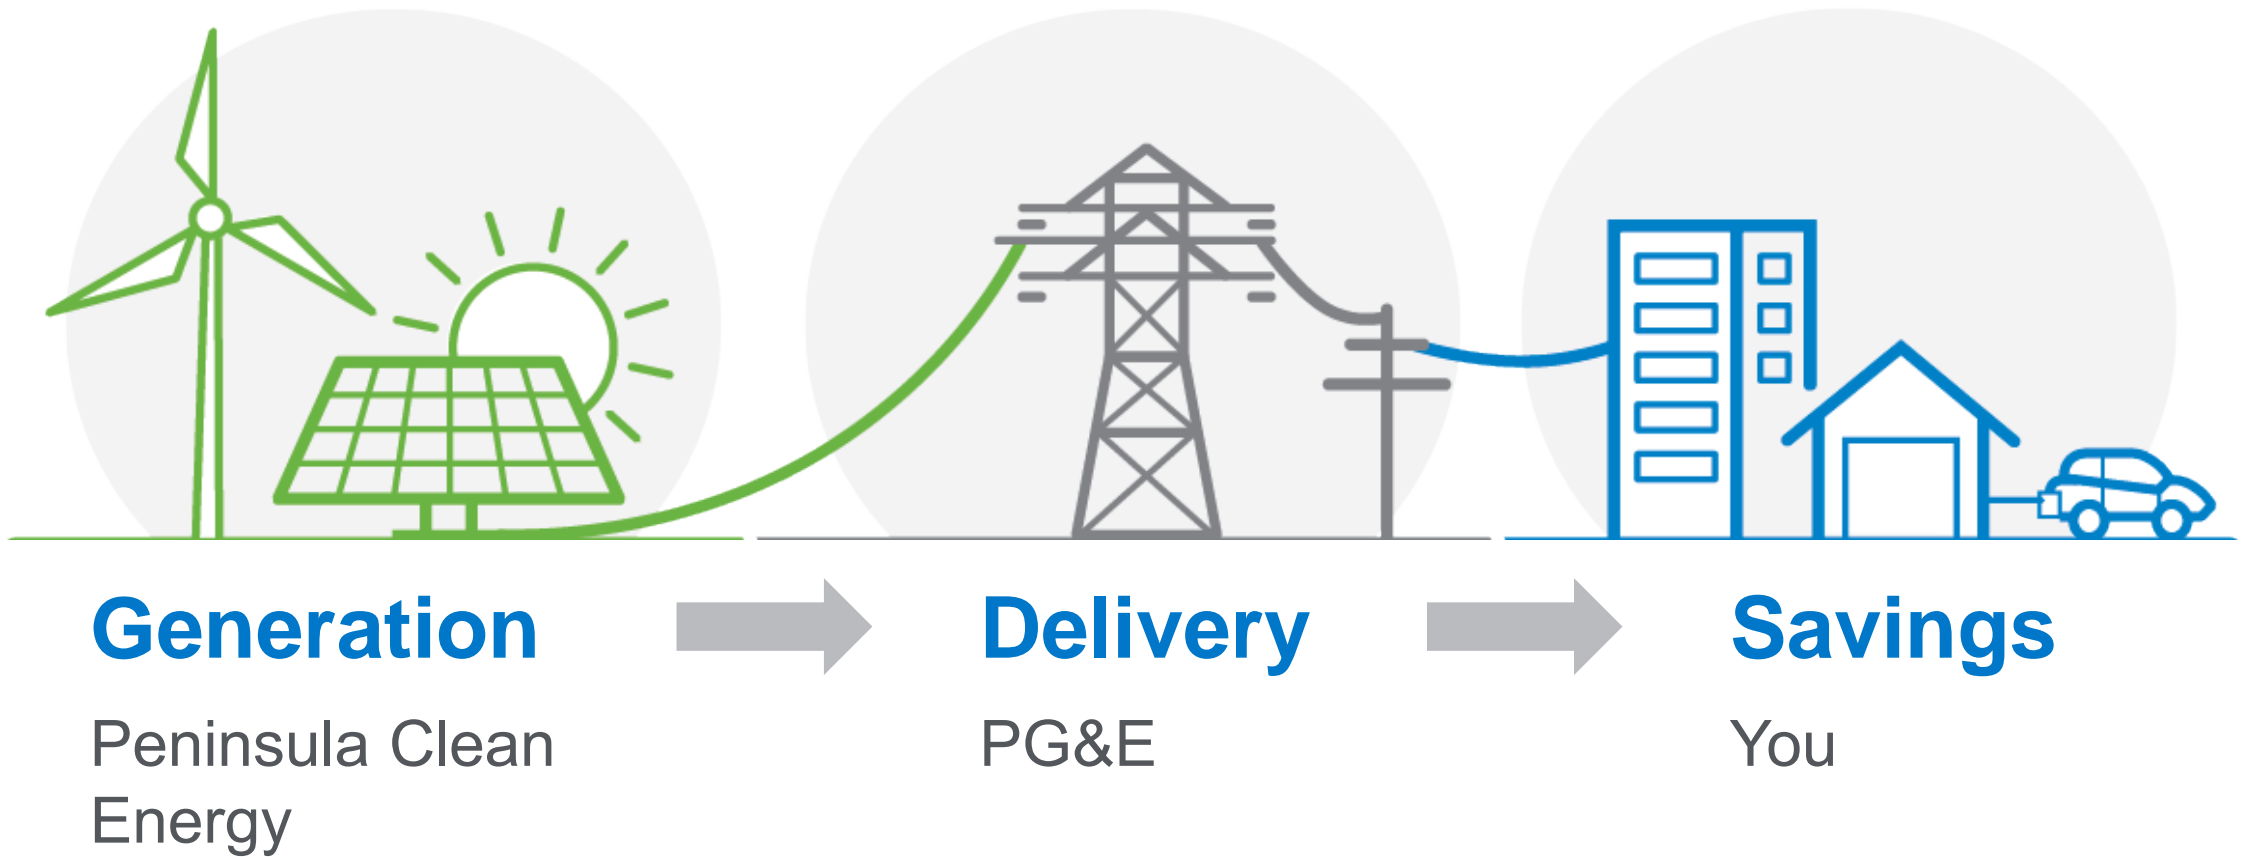 Generation
Delivery
Savings
Peninsula Clean
Energy
PG&E
You